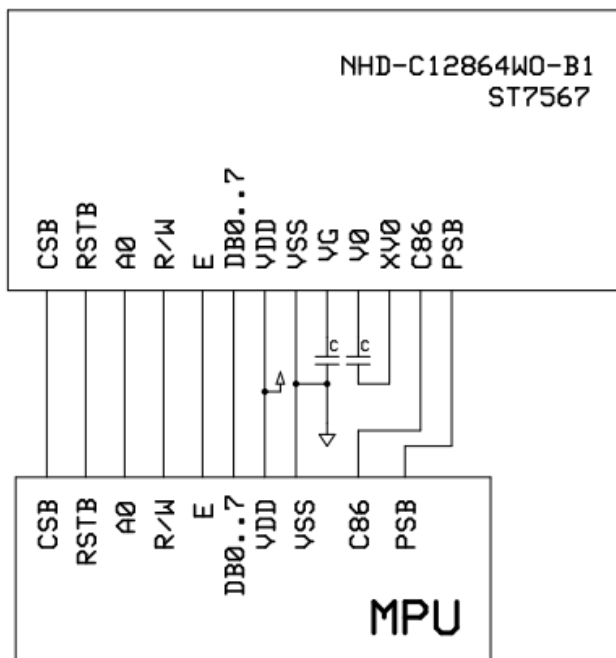 NHD-C12864WO-B1
ST7567
CSB RSTB A0 R/W E DB0..7 VDD VSS VG V0 XV0 C86 PSB
C C
CSB RSTB A0 R/W E DB0..7 VDD VSS C86 PSB
MPU